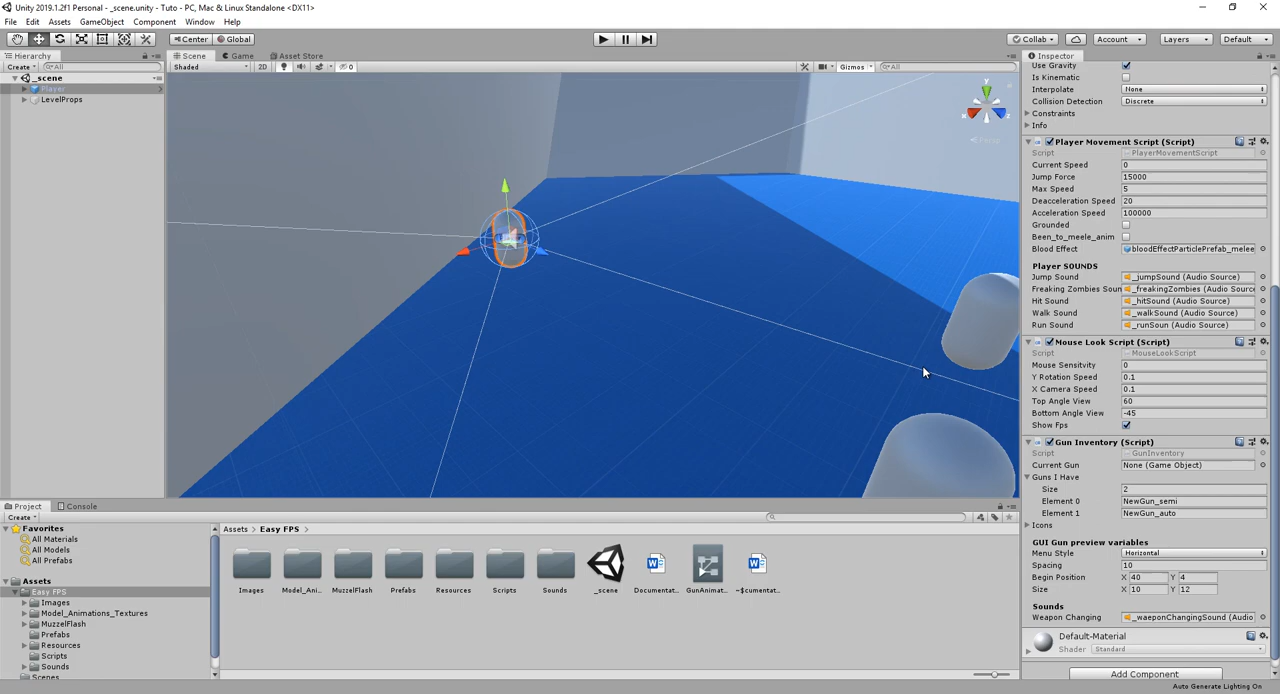 Unity 2019.1.2f1 Personal - _scene.unity - Tuto - PC, Mac & Linux Standalone <DX11>
File Edit Assets GameObject Component Window Help
Center Global Collab Account Layers Default
Hierarchy Scene Game Asset Store Inspector
Create All Shaded 2D 0 Gizmos All
_scene
Player
LevelProps
y
x
z
Persp
Use Gravity
Is Kinematic
Interpolate None
Collision Detection Discrete
Constraints
Info
Player Movement Script (Script)
Script PlayerMovementScript
Current Speed 0
Jump Force 15000
Max Speed 5
Deacceleration Speed 20
Acceleration Speed 100000
Grounded
Been_to_meele_anim
Blood Effect bloodEffectParticlePrefab_melee
Player SOUNDS
Jump Sound _jumpSound (Audio Source)
Freaking Zombies Soun _freakingZombies (Audio Source
Hit Sound _hitSound (Audio Source)
Walk Sound _walkSound (Audio Source)
Run Sound _runSoun (Audio Source)
Mouse Look Script (Script)
Script MouseLookScript
Mouse Sensitivity 0
Y Rotation Speed 0.1
X Camera Speed 0.1
Top Angle View 60
Bottom Angle View -45
Show Fps
Gun Inventory (Script)
Script GunInventory
Current Gun None (Game Object)
Guns I Have
Size 2
Element 0 NewGun_semi
Element 1 NewGun_auto
Icons
GUI Gun preview variables
Menu Style Horizontal
Spacing 10
Begin Position X 40 Y 4
Size X 10 Y 12
Sounds
Weapon Changing _waeponChangingSound (Audio
Default-Material
Shader Standard
Add Component
Auto Generate Lighting On
Project Console
Create
Favorites
All Materials
All Models
All Prefabs
Assets
Easy FPS
Images
Model_Animations_Textures
MuzzelFlash
Prefabs
Resources
Scripts
Sounds
Scenes
Assets > Easy FPS >
Images Model_Ani... MuzzleFlash Prefabs Resources Scripts Sounds _scene Documentat... GunAnimat... ~$cumentat...